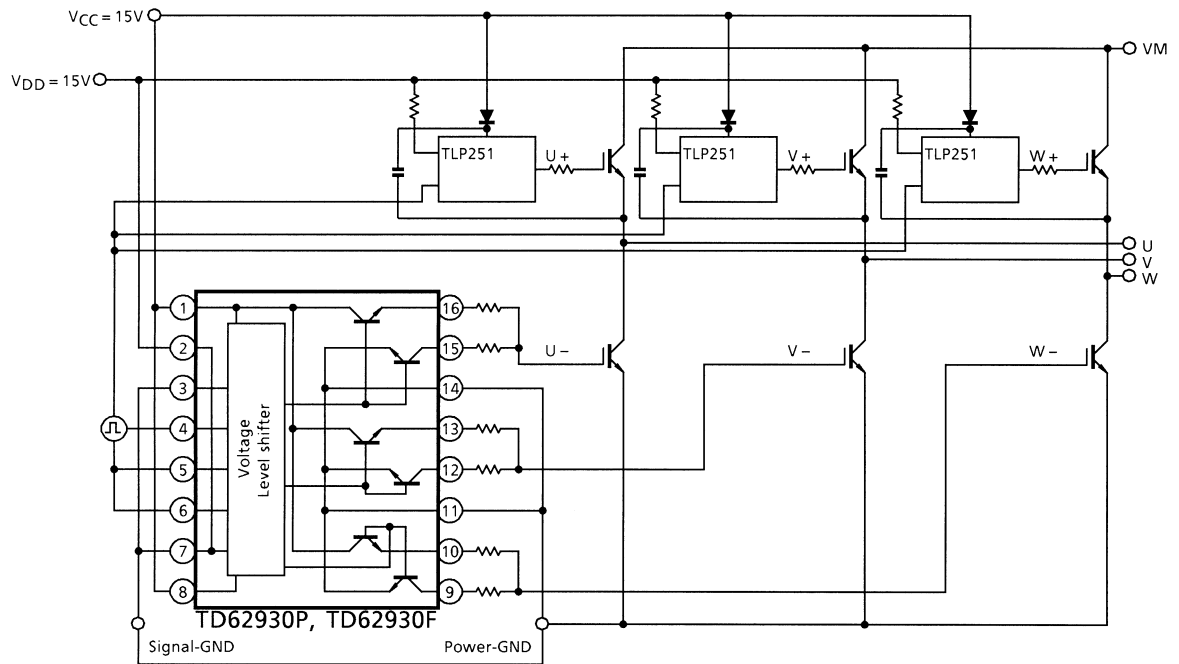 VCC = 15V
VM
VDD = 15V
TLP251
U +
TLP251
V +
TLP251
W +
U
V
W
1
16
2
15
U −
V −
W −
3
14
4
13
Voltage
Level shifter
5
12
6
11
7
10
8
9
TD62930P, TD62930F
Signal-GND
Power-GND